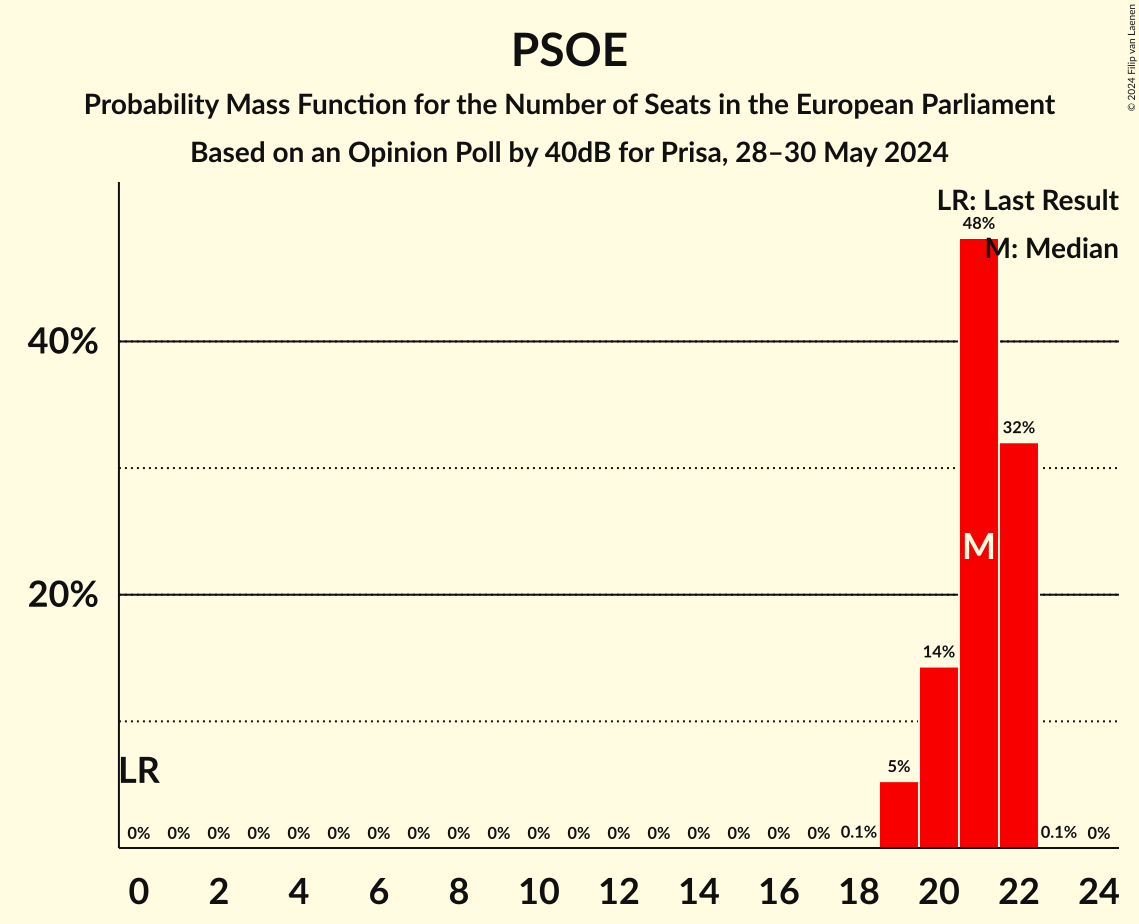 PSOE
Probability Mass Function for the Number of Seats in the European Parliament
Based on an Opinion Poll by 40dB for Prisa, 28–30 May 2024
© 2024 Filip van Laenen
LR: Last Result
M: Median
48%
40%
32%
M
20%
14%
LR
5%
0% 0% 0% 0% 0% 0% 0% 0% 0% 0% 0% 0% 0% 0% 0% 0% 0% 0% 0.1% 0.1% 0%
0 2 4 6 8 10 12 14 16 18 20 22 24